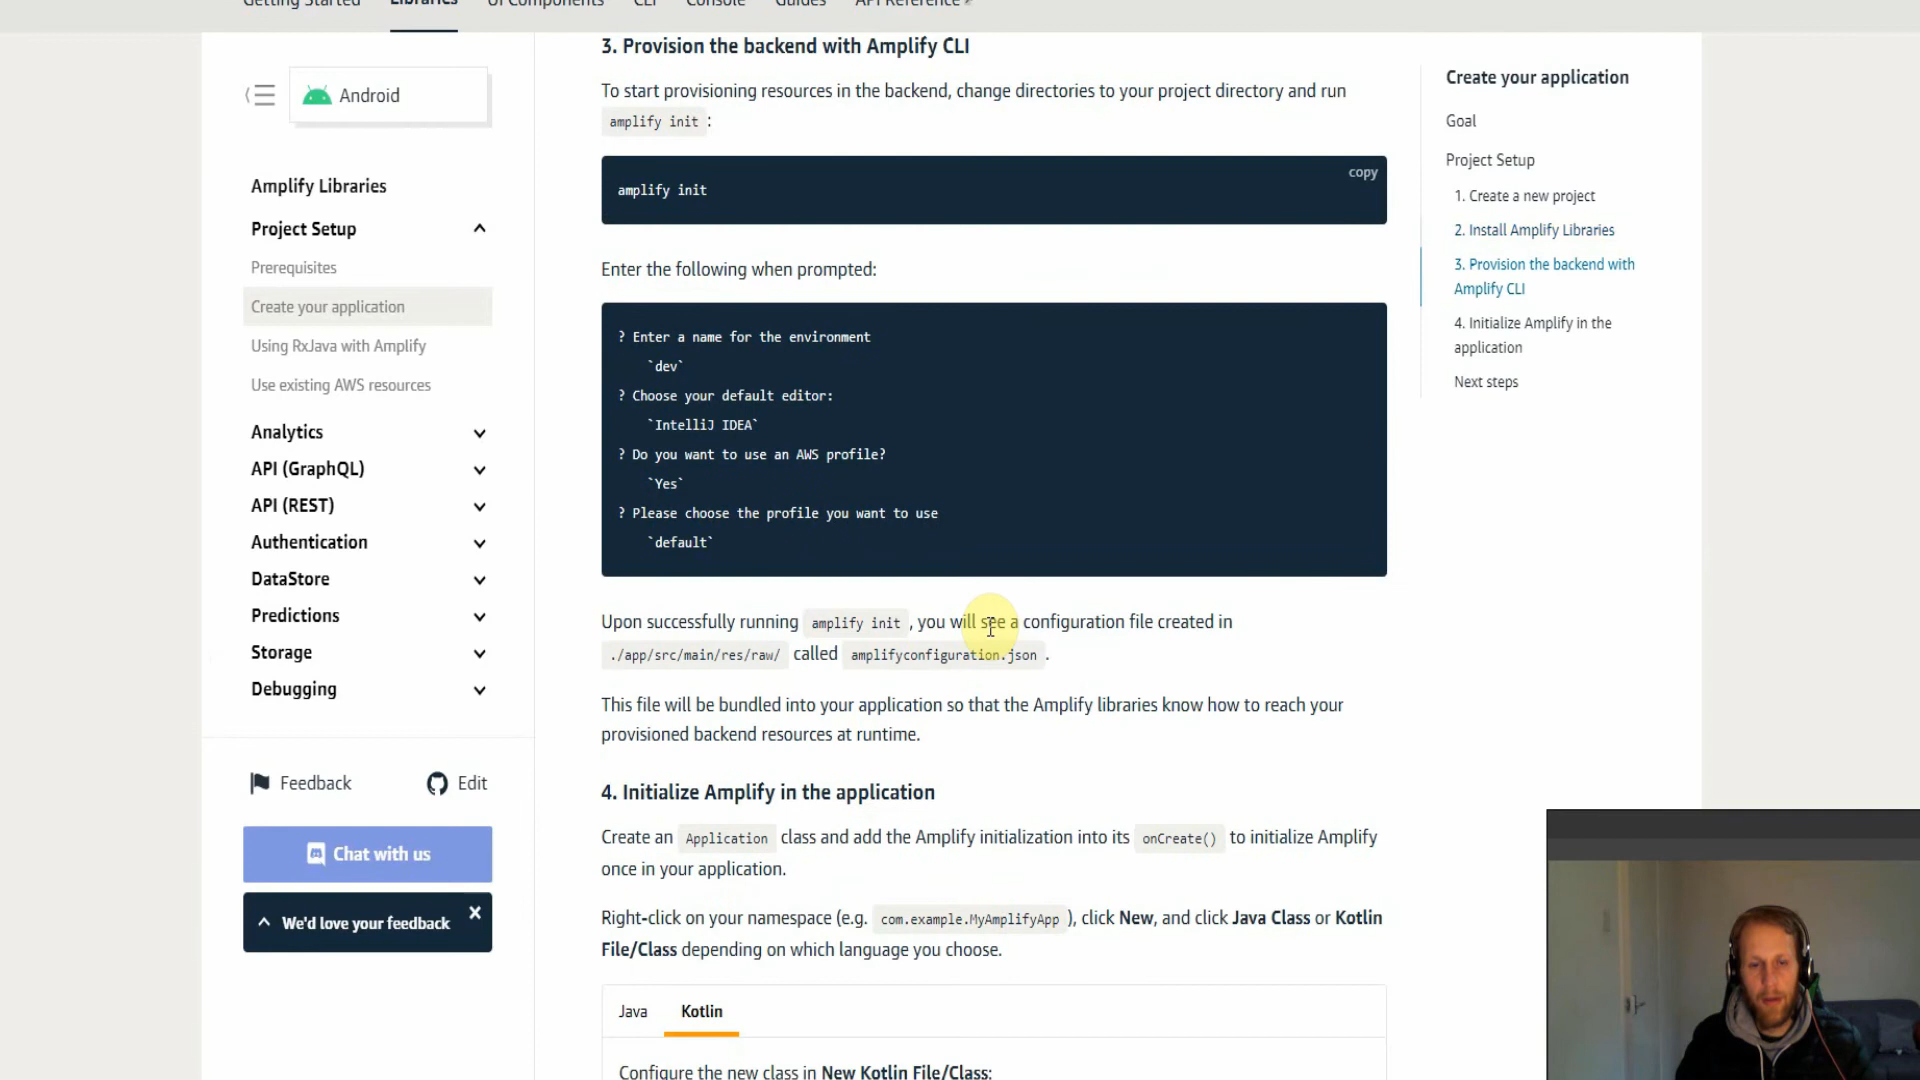 Getting Started
Libraries
UI Components
CLI
Console
Guides
API Reference
Android
Amplify Libraries
Project Setup
Prerequisites
Create your application
Using RxJava with Amplify
Use existing AWS resources
Analytics
API (GraphQL)
API (REST)
Authentication
DataStore
Predictions
Storage
Debugging
Feedback
Edit
Chat with us
We'd love your feedback
3. Provision the backend with Amplify CLI
To start provisioning resources in the backend, change directories to your project directory and run
amplify init :
copy
amplify init
Enter the following when prompted:
? Enter a name for the environment
`dev`
? Choose your default editor:
`IntelliJ IDEA`
? Do you want to use an AWS profile?
`Yes`
? Please choose the profile you want to use
`default`
Upon successfully running amplify init , you will see a configuration file created in
./app/src/main/res/raw/ called amplifyconfiguration.json .
This file will be bundled into your application so that the Amplify libraries know how to reach your
provisioned backend resources at runtime.
4. Initialize Amplify in the application
Create an Application class and add the Amplify initialization into its onCreate() to initialize Amplify
once in your application.
Right-click on your namespace (e.g. com.example.MyAmplifyApp ), click New, and click Java Class or Kotlin
File/Class depending on which language you choose.
Java
Kotlin
Configure the new class in New Kotlin File/Class:
Create your application
Goal
Project Setup
1. Create a new project
2. Install Amplify Libraries
3. Provision the backend with
Amplify CLI
4. Initialize Amplify in the
application
Next steps